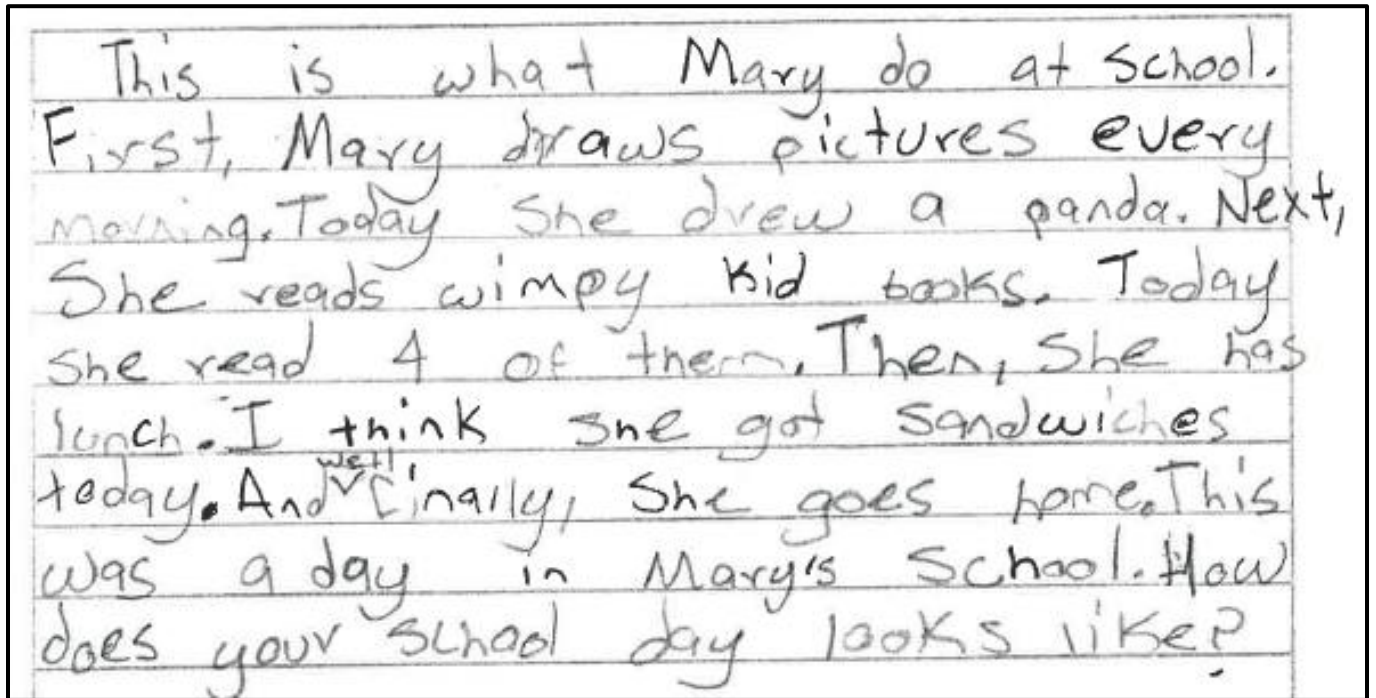 This is what Mary do at school.
First, Mary draws pictures every
morning. Today She drew a panda. Next,
She reads wimpy kid books. Today
she read 4 of them. Then, She has
lunch. I think she got sandwiches
today. And well, finally, She goes home. This
was a day in Mary's School. How
does your school day looks like?